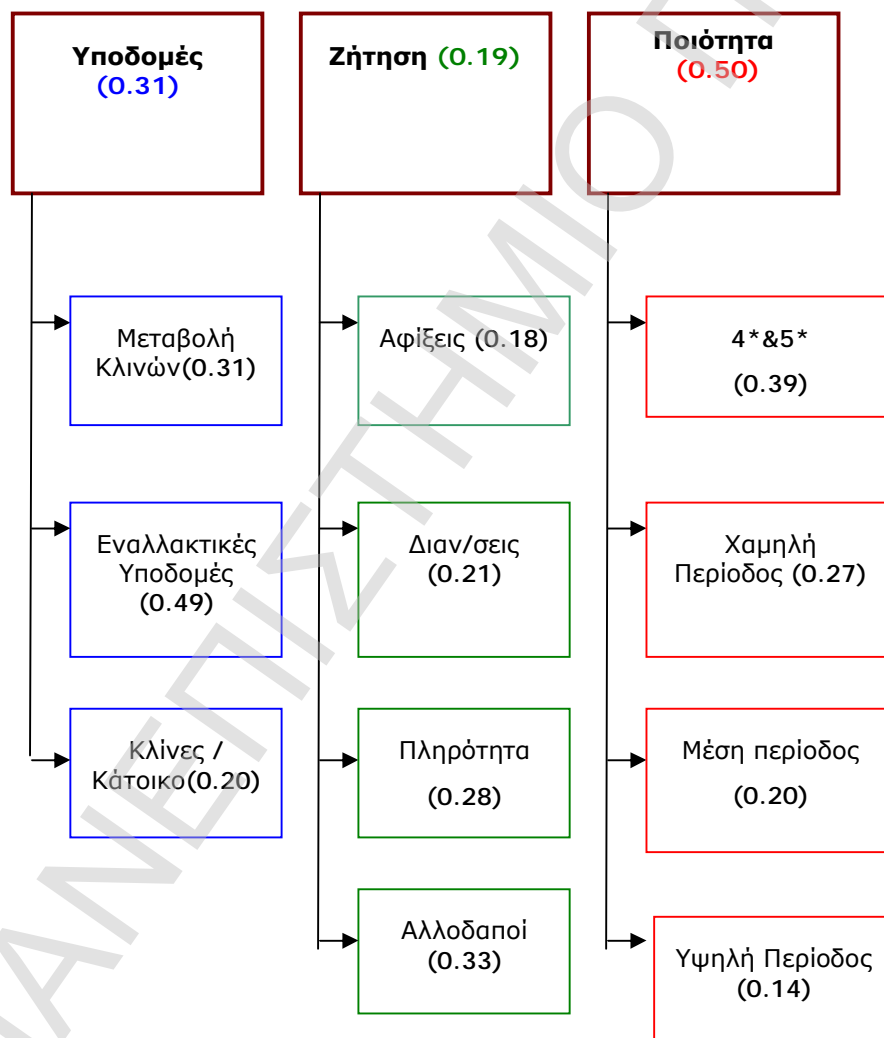 Υποδομές
(0.31)
Ζήτηση (0.19)
Ποιότητα
(0.50)
Μεταβολή
Κλινών(0.31)
Αφίξεις (0.18)
4*&5*
(0.39)
Εναλλακτικές
Υποδομές
(0.49)
Διαν/σεις
(0.21)
Χαμηλή
Περίοδος (0.27)
Κλίνες /
Κάτοικο(0.20)
Πληρότητα
(0.28)
Μέση περίοδος
(0.20)
Αλλοδαποί
(0.33)
Υψηλή Περίοδος
(0.14)
ΠΑΝΕΠΙΣΤΗΜΙΟ Π